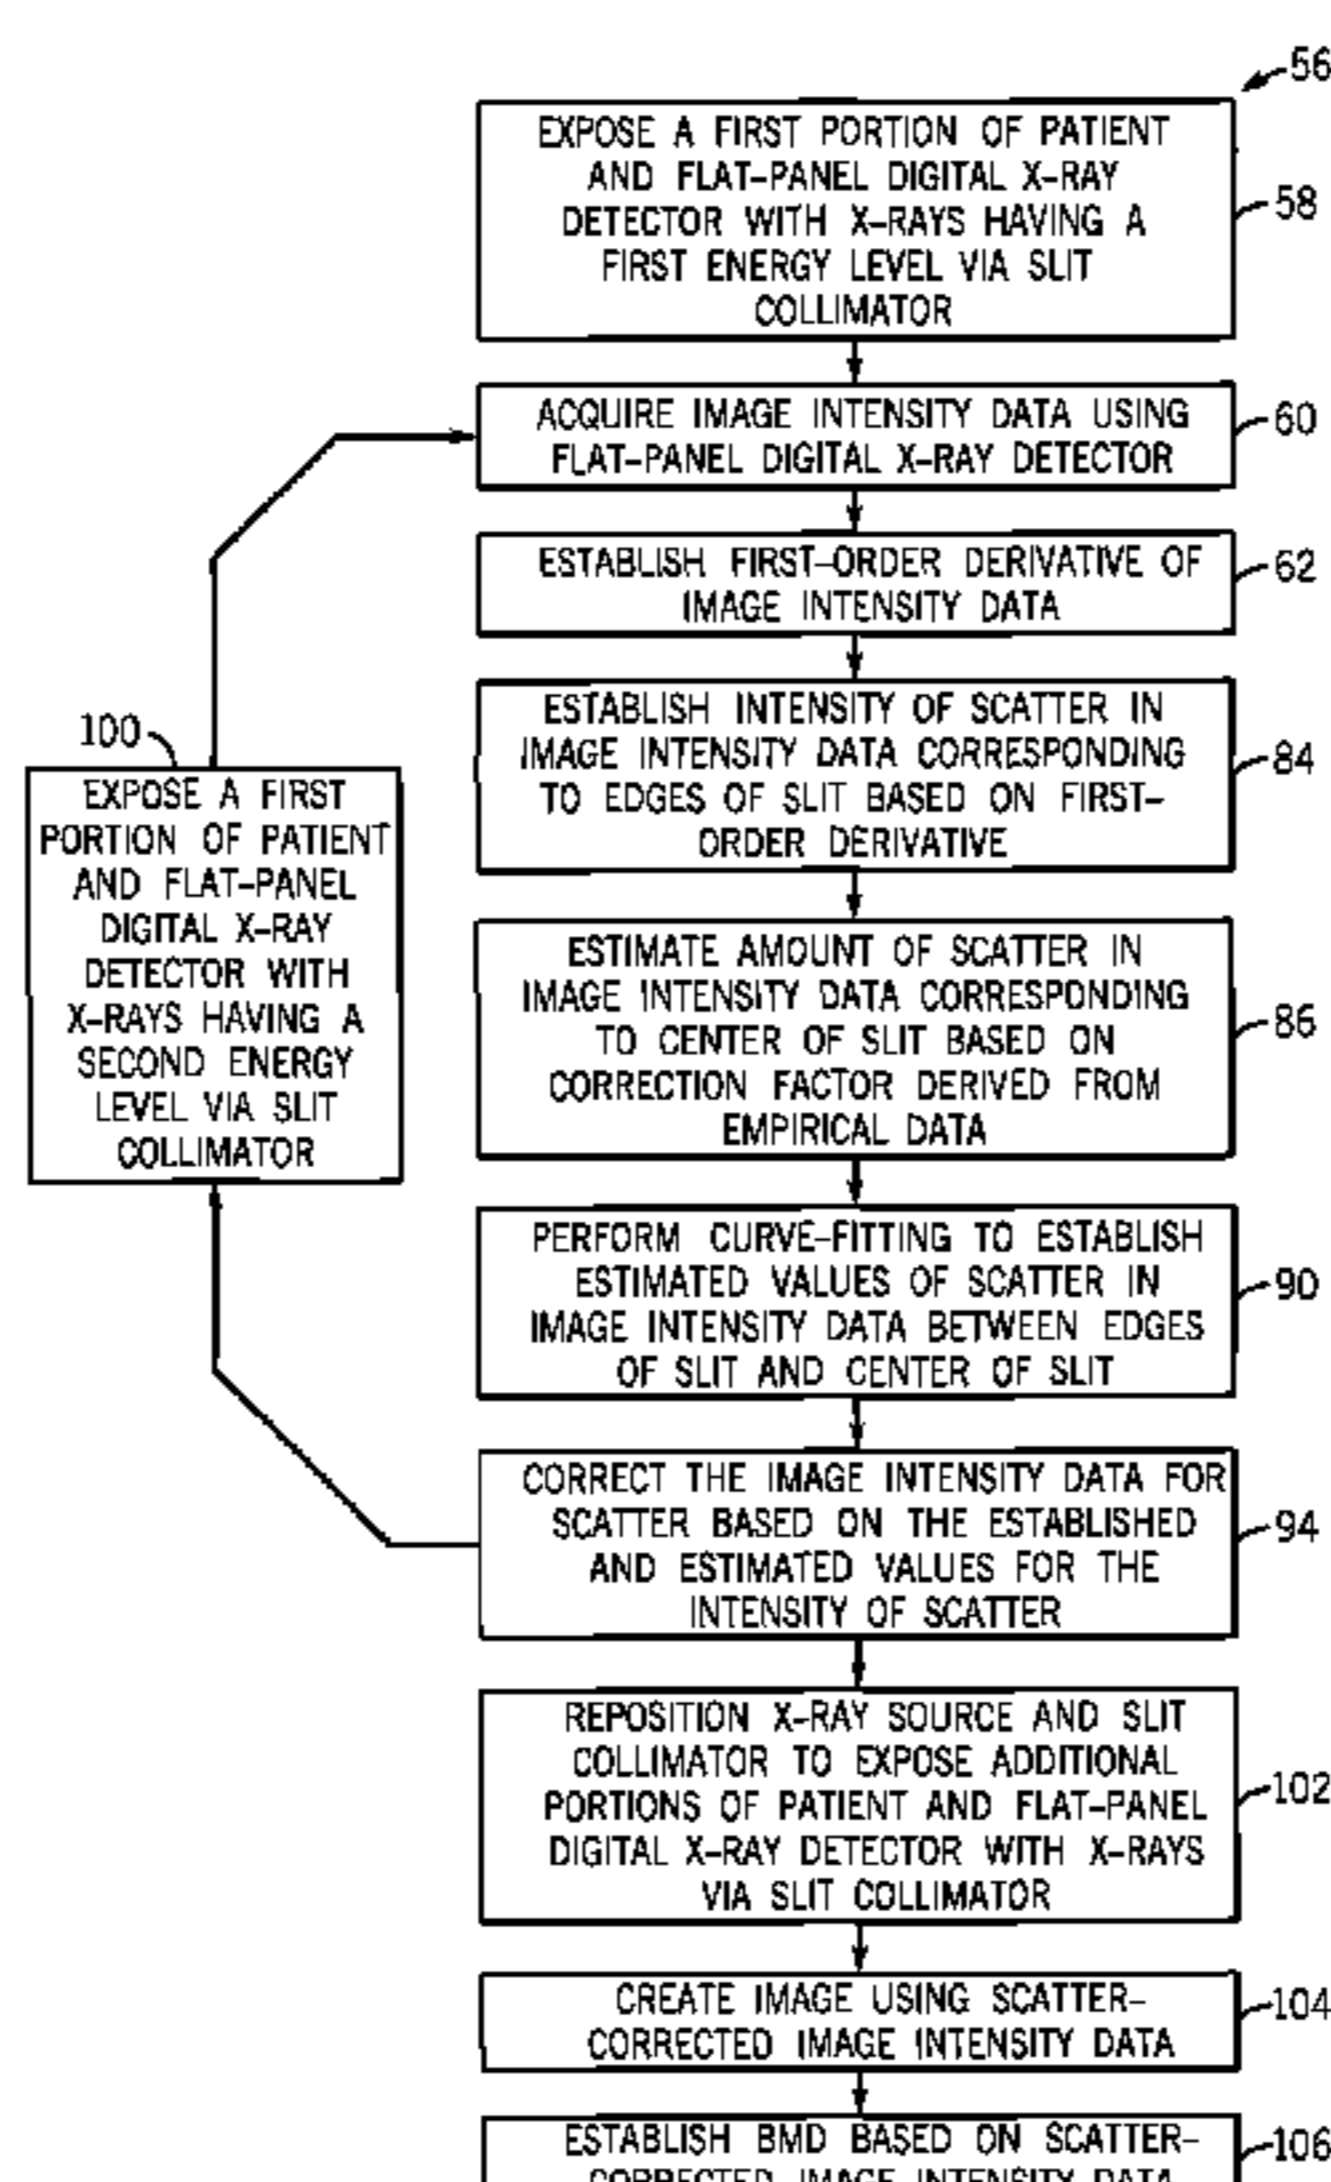 56
EXPOSE A FIRST PORTION OF PATIENT
AND FLAT-PANEL DIGITAL X-RAY
DETECTOR WITH X-RAYS HAVING A
FIRST ENERGY LEVEL VIA SLIT
COLLIMATOR
58
ACQUIRE IMAGE INTENSITY DATA USING
FLAT-PANEL DIGITAL X-RAY DETECTOR
60
ESTABLISH FIRST-ORDER DERIVATIVE OF
IMAGE INTENSITY DATA
62
ESTABLISH INTENSITY OF SCATTER IN
IMAGE INTENSITY DATA CORRESPONDING
TO EDGES OF SLIT BASED ON FIRST-
ORDER DERIVATIVE
84
100
EXPOSE A FIRST
PORTION OF PATIENT
AND FLAT-PANEL
DIGITAL X-RAY
DETECTOR WITH
X-RAYS HAVING A
SECOND ENERGY
LEVEL VIA SLIT
COLLIMATOR
ESTIMATE AMOUNT OF SCATTER IN
IMAGE INTENSITY DATA CORRESPONDING
TO CENTER OF SLIT BASED ON
CORRECTION FACTOR DERIVED FROM
EMPIRICAL DATA
86
PERFORM CURVE-FITTING TO ESTABLISH
ESTIMATED VALUES OF SCATTER IN
IMAGE INTENSITY DATA BETWEEN EDGES
OF SLIT AND CENTER OF SLIT
90
CORRECT THE IMAGE INTENSITY DATA FOR
SCATTER BASED ON THE ESTABLISHED
AND ESTIMATED VALUES FOR THE
INTENSITY OF SCATTER
94
REPOSITION X-RAY SOURCE AND SLIT
COLLIMATOR TO EXPOSE ADDITIONAL
PORTIONS OF PATIENT AND FLAT-PANEL
DIGITAL X-RAY DETECTOR WITH X-RAYS
VIA SLIT COLLIMATOR
102
CREATE IMAGE USING SCATTER-
CORRECTED IMAGE INTENSITY DATA
104
ESTABLISH BMD BASED ON SCATTER-
CORRECTED IMAGE INTENSITY DATA
106